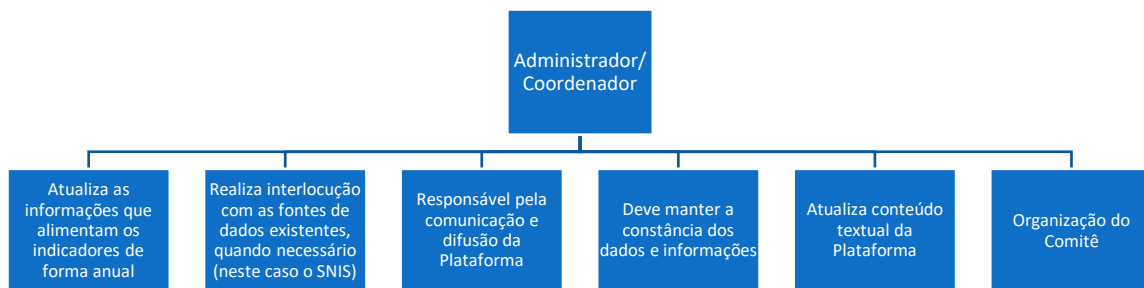 Administrador/
Coordenador
Atualiza as
informações que
alimentam os
indicadores de
forma anual
Realiza interlocução
com as fontes de
dados existentes,
quando necessário
(neste caso o SNIS)
Responsável pela
comunicação e
difusão da
Plataforma
Deve manter a
constância dos
dados e informações
Atualiza conteúdo
textual da
Plataforma
Organização do
Comitê